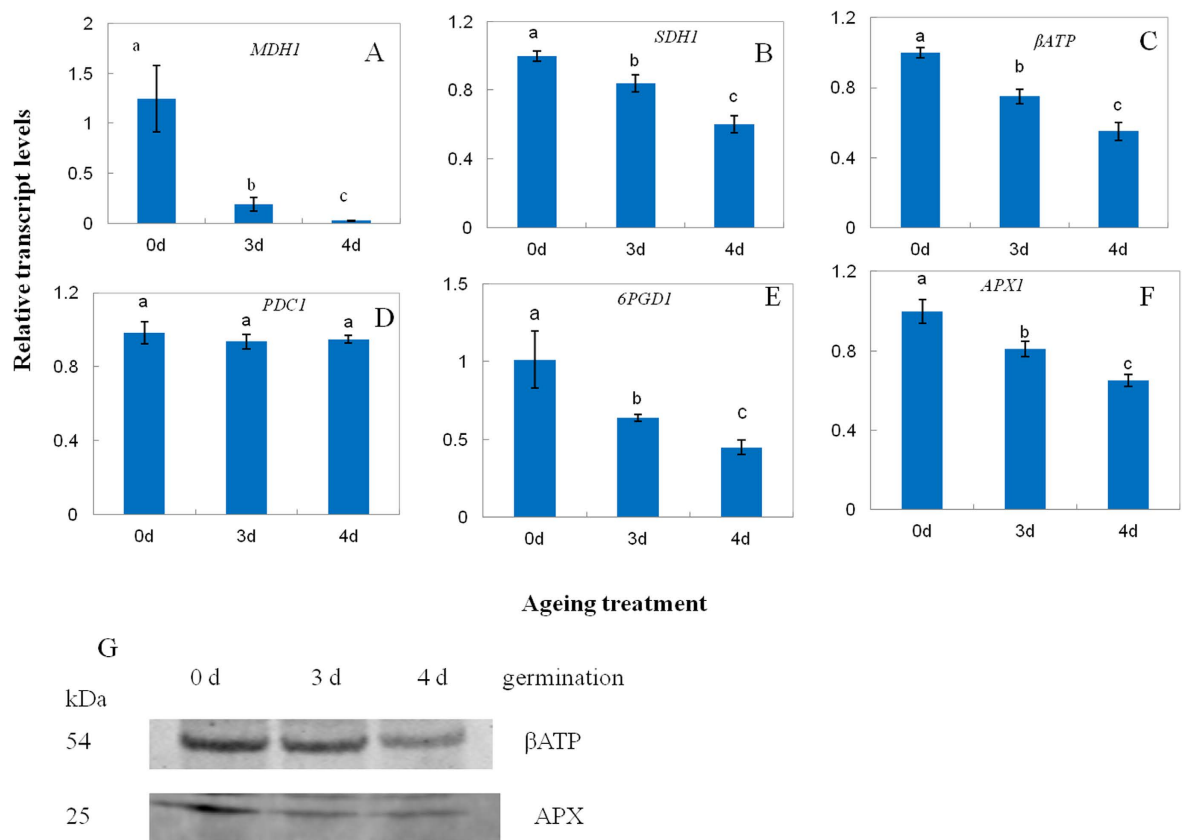 Relative transcript levels
2
1.5
1
0.5
0
a
b
c
MDH1
A
0d 3d 4d
1.2
0.8
0.4
0
a
b
c
SDH1
B
0d 3d 4d
1.2
0.8
0.4
0
a
b
c
βATP
C
0d 3d 4d
1.2
0.8
0.4
0
a
a
a
PDC1
D
0d 3d 4d
1.5
1
0.5
0
a
b
c
6PGD1
E
0d 3d 4d
1.2
0.8
0.4
0
a
b
c
APX1
F
0d 3d 4d
Ageing treatment
G
0 d 3 d 4 d germination
kDa
54 βATP
25 APX